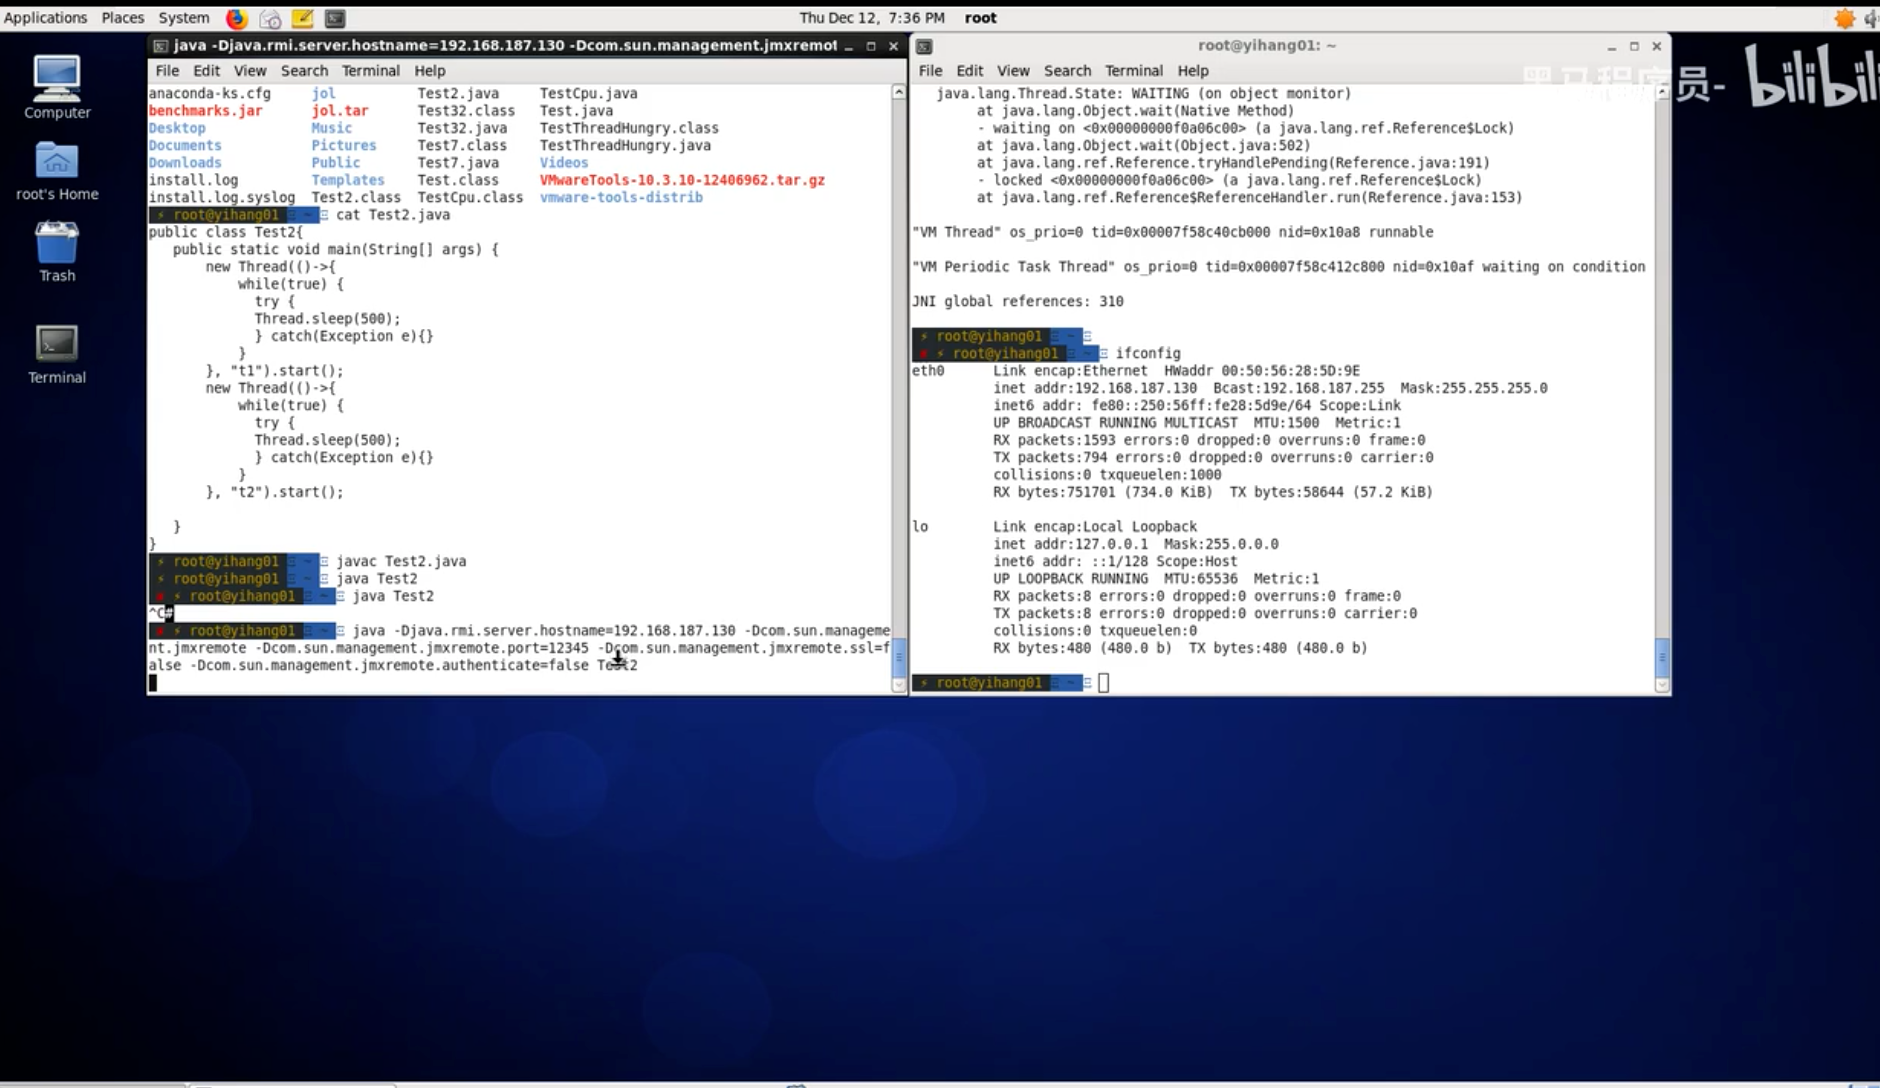 Applications Places System
Thu Dec 12, 7:36 PM root
Computer
root's Home
Trash
Terminal
java -Djava.rmi.server.hostname=192.168.187.130 -Dcom.sun.management.jmxremot
File Edit View Search Terminal Help
anaconda-ks.cfg jol Test2.java TestCpu.java
benchmarks.jar jol.tar Test32.class Test.java
Desktop Music Test32.java TestThreadHungry.class
Documents Pictures Test7.class TestThreadHungry.java
Downloads Public Test7.java Videos
install.log Templates Test.class VMwareTools-10.3.10-12406962.tar.gz
install.log.syslog Test2.class TestCpu.class vmware-tools-distrib
⚡ root@yihang01 ~ cat Test2.java
public class Test2{
public static void main(String[] args) {
new Thread(()->{
while(true) {
try {
Thread.sleep(500);
} catch(Exception e){}
}
}, "t1").start();
new Thread(()->{
while(true) {
try {
Thread.sleep(500);
} catch(Exception e){}
}
}, "t2").start();
}
}
⚡ root@yihang01 ~ javac Test2.java
⚡ root@yihang01 ~ java Test2
⚡ root@yihang01 ~ java Test2
^C#
⚡ root@yihang01 ~ java -Djava.rmi.server.hostname=192.168.187.130 -Dcom.sun.manageme
nt.jmxremote -Dcom.sun.management.jmxremote.port=12345 -Dcom.sun.management.jmxremote.ssl=f
alse -Dcom.sun.management.jmxremote.authenticate=false Test2
root@yihang01: ~
File Edit View Search Terminal Help
java.lang.Thread.State: WAITING (on object monitor)
at java.lang.Object.wait(Native Method)
- waiting on <0x00000000f0a06c00> (a java.lang.ref.Reference$Lock)
at java.lang.Object.wait(Object.java:502)
at java.lang.ref.Reference.tryHandlePending(Reference.java:191)
- locked <0x00000000f0a06c00> (a java.lang.ref.Reference$Lock)
at java.lang.ref.Reference$ReferenceHandler.run(Reference.java:153)
"VM Thread" os_prio=0 tid=0x00007f58c40cb000 nid=0x10a8 runnable
"VM Periodic Task Thread" os_prio=0 tid=0x00007f58c412c800 nid=0x10af waiting on condition
JNI global references: 310
⚡ root@yihang01 ~
⚡ root@yihang01 ~ ifconfig
eth0 Link encap:Ethernet HWaddr 00:50:56:28:5D:9E
inet addr:192.168.187.130 Bcast:192.168.187.255 Mask:255.255.255.0
inet6 addr: fe80::250:56ff:fe28:5d9e/64 Scope:Link
UP BROADCAST RUNNING MULTICAST MTU:1500 Metric:1
RX packets:1593 errors:0 dropped:0 overruns:0 frame:0
TX packets:794 errors:0 dropped:0 overruns:0 carrier:0
collisions:0 txqueuelen:1000
RX bytes:751701 (734.0 KiB) TX bytes:58644 (57.2 KiB)
lo Link encap:Local Loopback
inet addr:127.0.0.1 Mask:255.0.0.0
inet6 addr: ::1/128 Scope:Host
UP LOOPBACK RUNNING MTU:65536 Metric:1
RX packets:8 errors:0 dropped:0 overruns:0 frame:0
TX packets:8 errors:0 dropped:0 overruns:0 carrier:0
collisions:0 txqueuelen:0
RX bytes:480 (480.0 b) TX bytes:480 (480.0 b)
⚡ root@yihang01 ~
黑马程序员- bilibili